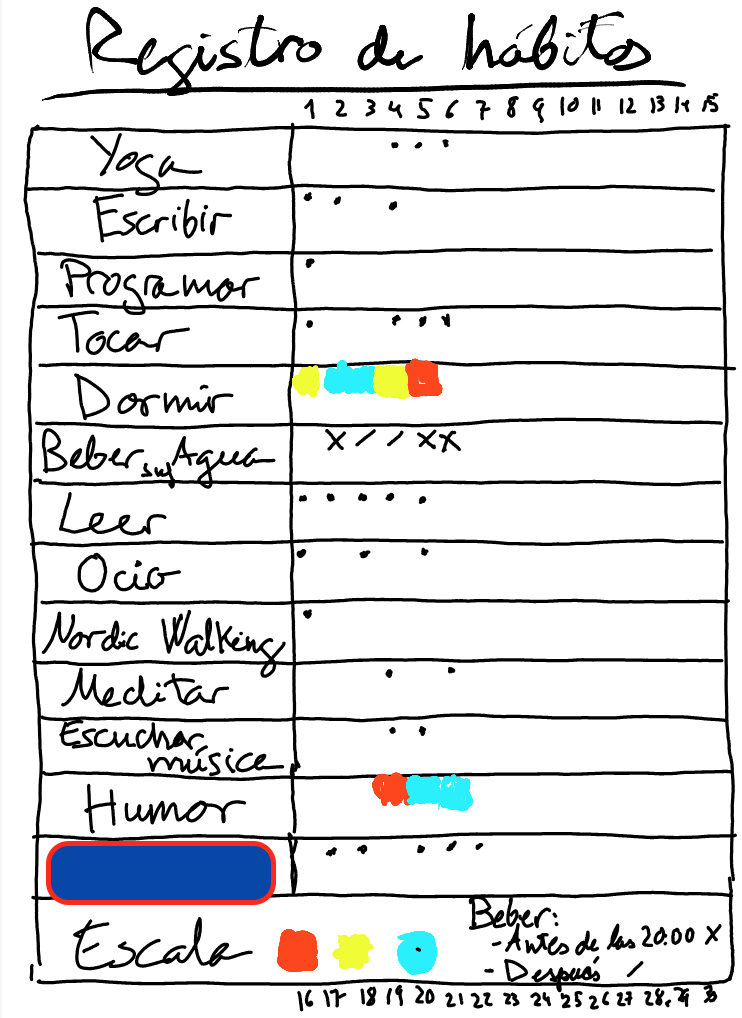 Registro de hábitos
1 2 3 4 5 6 7 8 9 10 11 12 13 14 15
Yoga
Escribir
Programar
Tocar
Dormir
Beber Agua X / / X X
Leer
Ocio
Nordic Walking
Meditar
Escuchar
música
Humor
Escala
Beber:
- Antes de las 20:00 X
- Después /
16 17 18 19 20 21 22 23 24 25 26 27 28 29 30